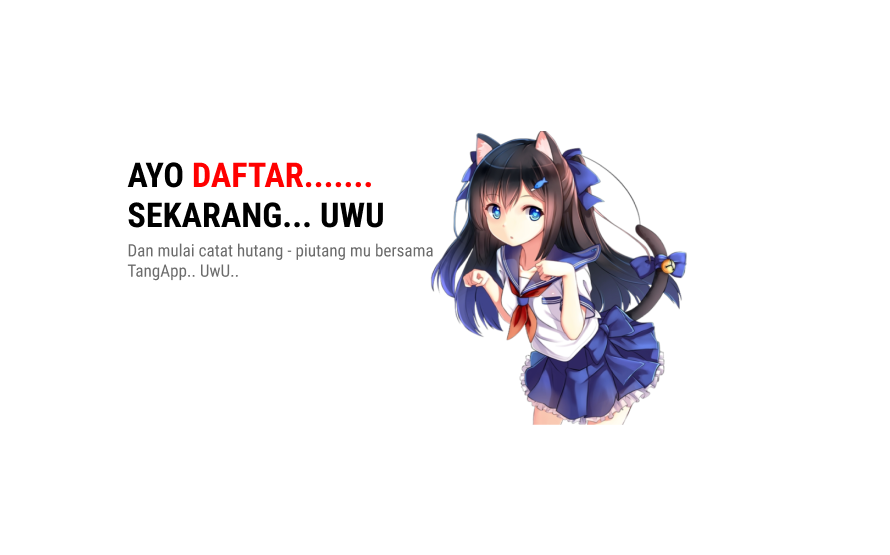 AYO DAFTAR.......
SEKARANG... UWU
Dan mulai catat hutang - piutang mu bersama
TangApp.. UwU..